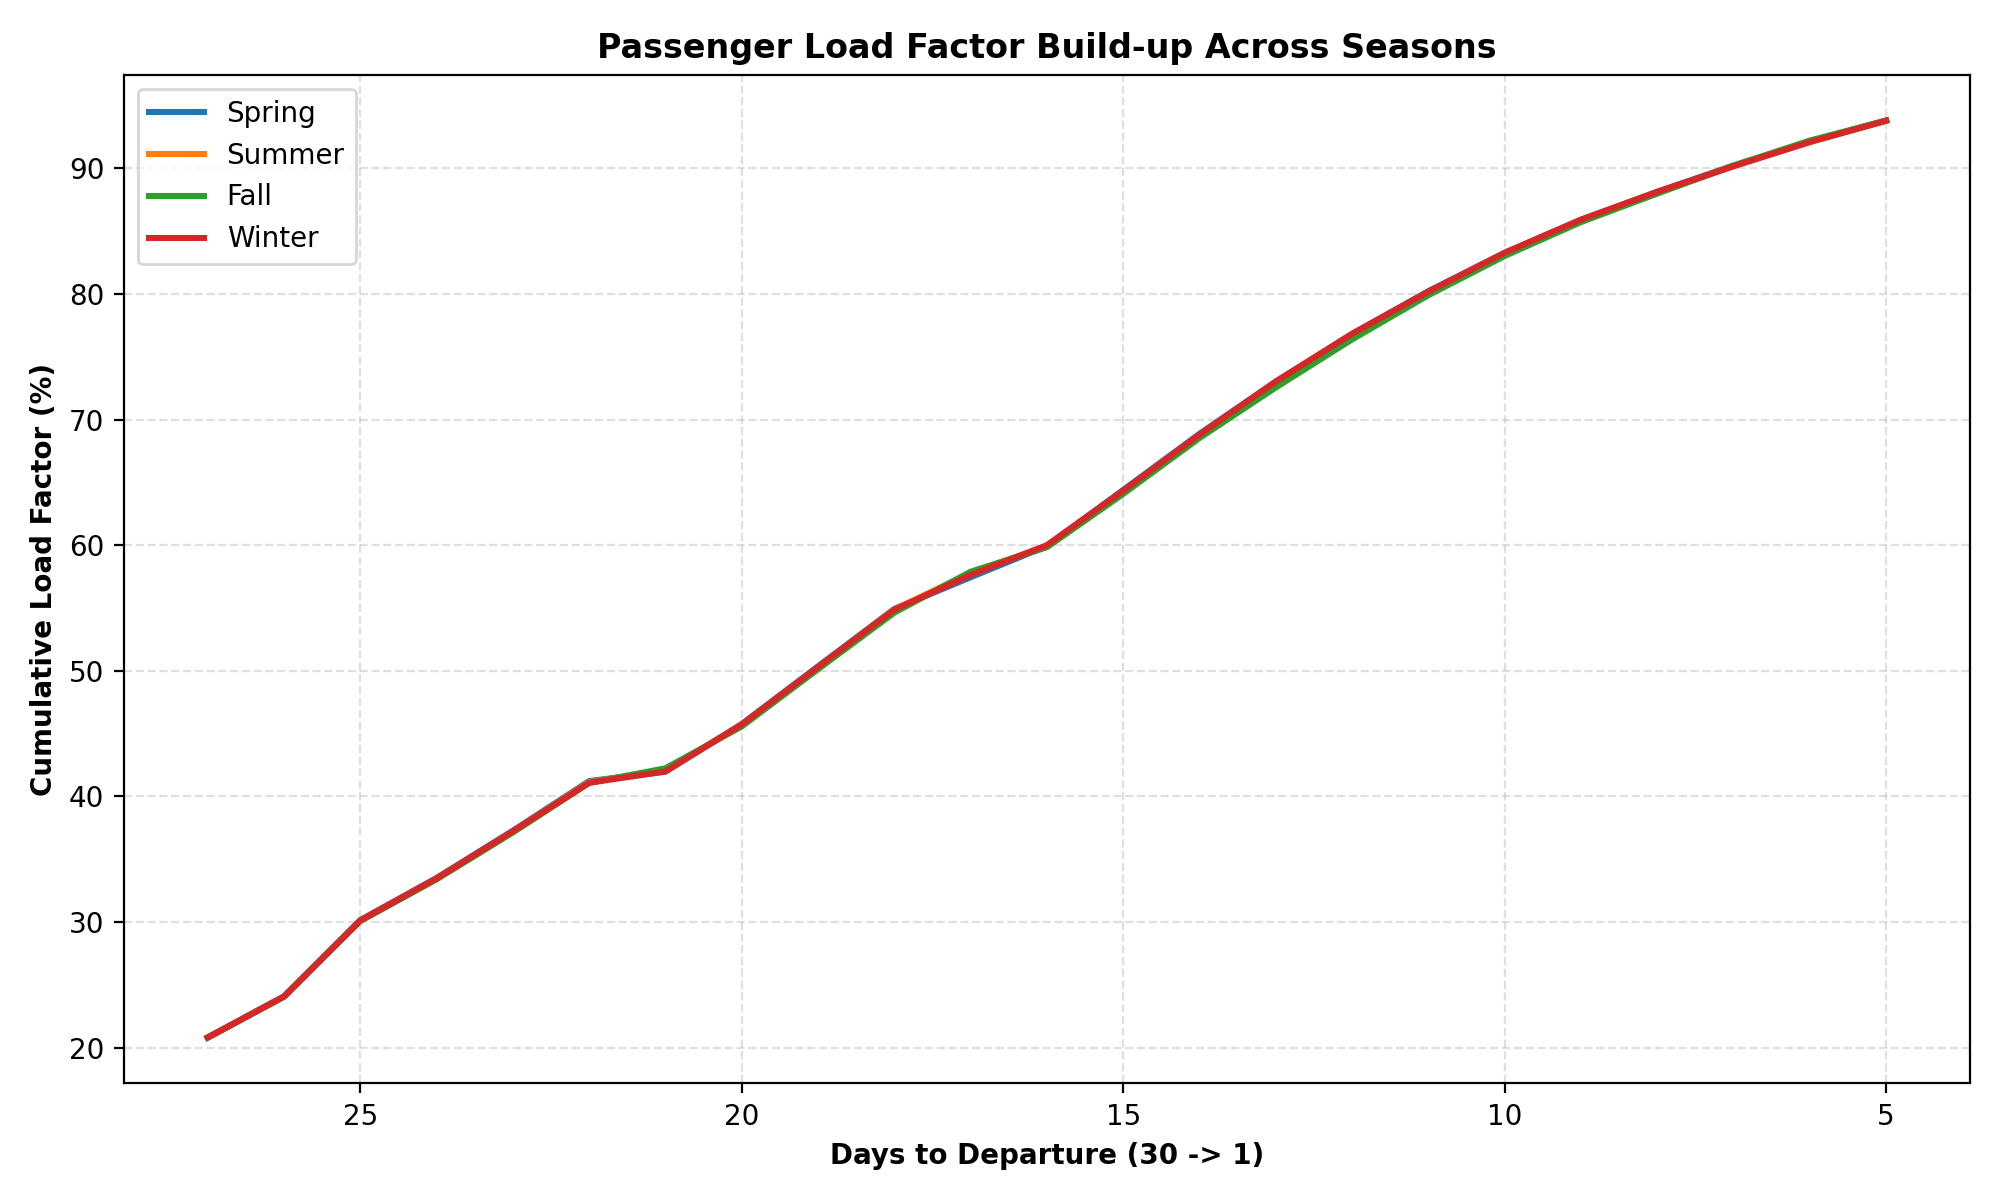 Passenger Load Factor Build-up Across Seasons
Spring
Summer
Fall
Winter
Cumulative Load Factor (%)
90
80
70
60
50
40
30
20
25
20
15
10
5
Days to Departure (30 -> 1)